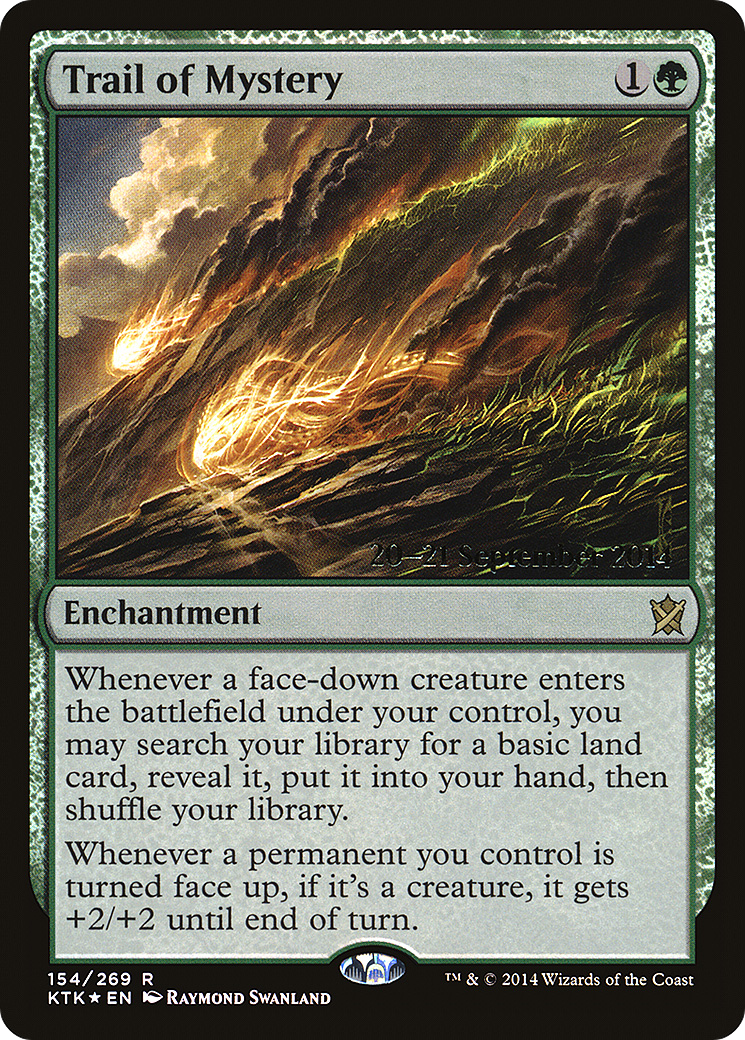 Trail of Mystery 1
20–21 September 2014
Enchantment
Whenever a face-down creature enters
the battlefield under your control, you
may search your library for a basic land
card, reveal it, put it into your hand, then
shuffle your library.
Whenever a permanent you control is
turned face up, if it's a creature, it gets
+2/+2 until end of turn.
154/269 R
KTK★EN Raymond Swanland
™ & © 2014 Wizards of the Coast